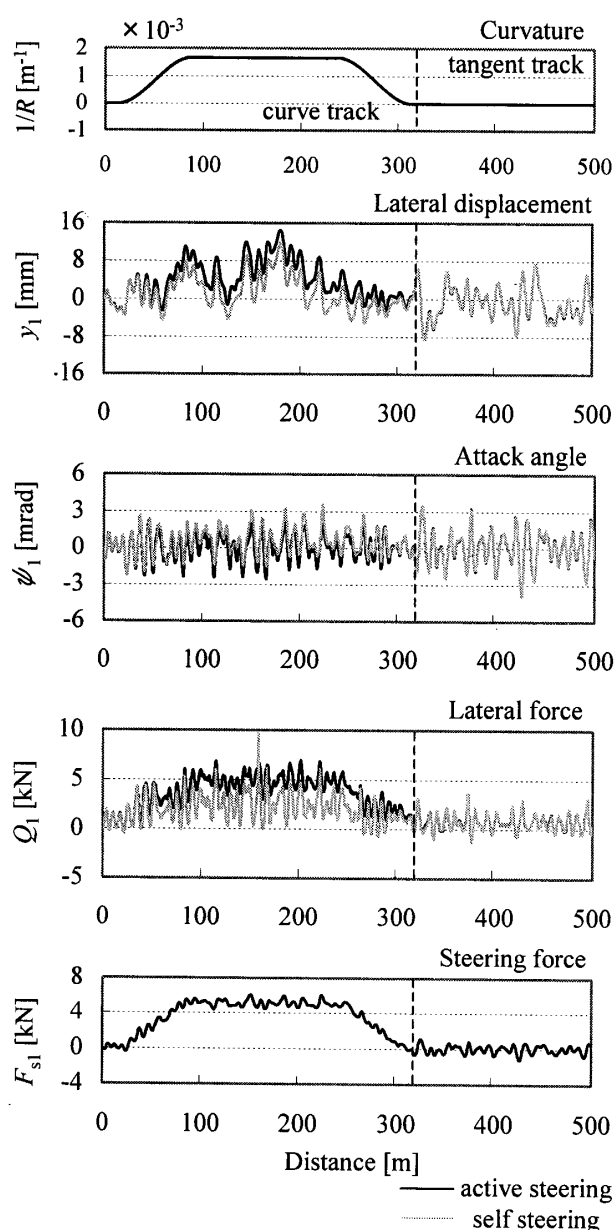 × 10⁻³
Curvature
2
1
0
-1
1/R [m⁻¹]
tangent track
curve track
0 100 200 300 400 500
Lateral displacement
16
8
0
-8
-16
y₁ [mm]
0 100 200 300 400 500
Attack angle
6
3
0
-3
-6
ψ₁ [mrad]
0 100 200 300 400 500
Lateral force
10
5
0
-5
Q₁ [kN]
0 100 200 300 400 500
Steering force
8
4
0
-4
Fₛ₁ [kN]
0 100 200 300 400 500
Distance [m]
active steering
self steering